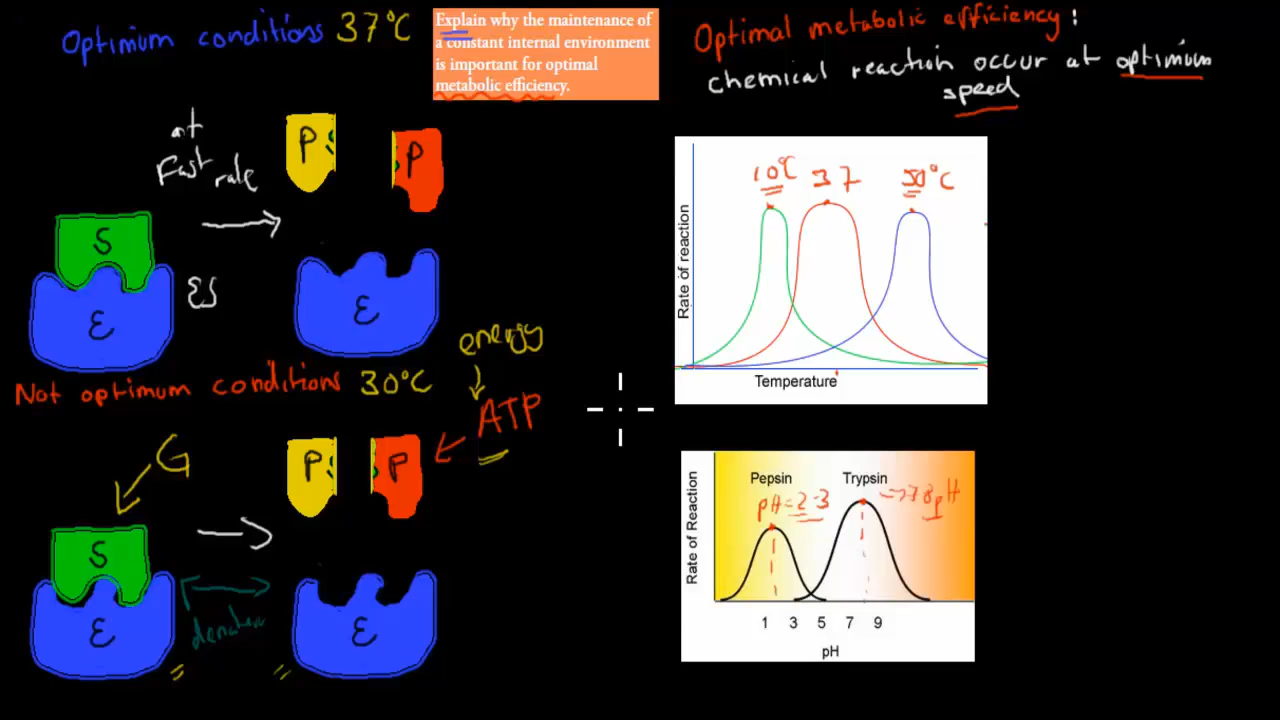 Optimium conditions 37°C
Explain why the maintenance of
a constant internal environment
is important for optimal
metabolic efficiency.
Optimal metabolic efficiency:
chemical reaction occur at optimum
speed
at
Fast rate
P
P
S
E
ES
E
Not optimum conditions 30°C
energy
ATP
G
P
P
S
E
E
10°C
37
50°C
Rate of reaction
Temperature
Pepsin
Trypsin
pH=2-3
8pH
Rate of Reaction
1 3 5 7 9
pH